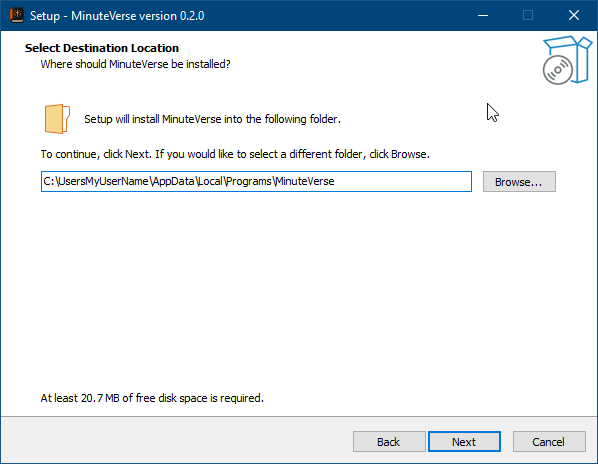 Setup - MinuteVerse version 0.2.0
Select Destination Location
Where should MinuteVerse be installed?
Setup will install MinuteVerse into the following folder.
To continue, click Next. If you would like to select a different folder, click Browse.
C:\UsersMyUserName\AppData\Local\Programs\MinuteVerse
Browse...
At least 20.7 MB of free disk space is required.
Back
Next
Cancel